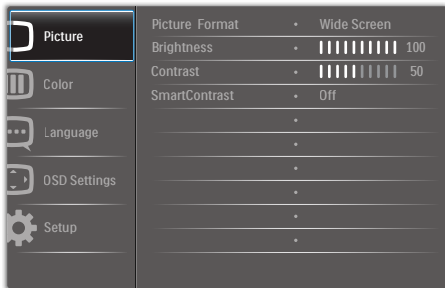 Picture
Color
Language
OSD Settings
Setup
Picture Format • Wide Screen
Brightness • 100
Contrast • 50
SmartContrast • Off
•
•
•
•
•
•